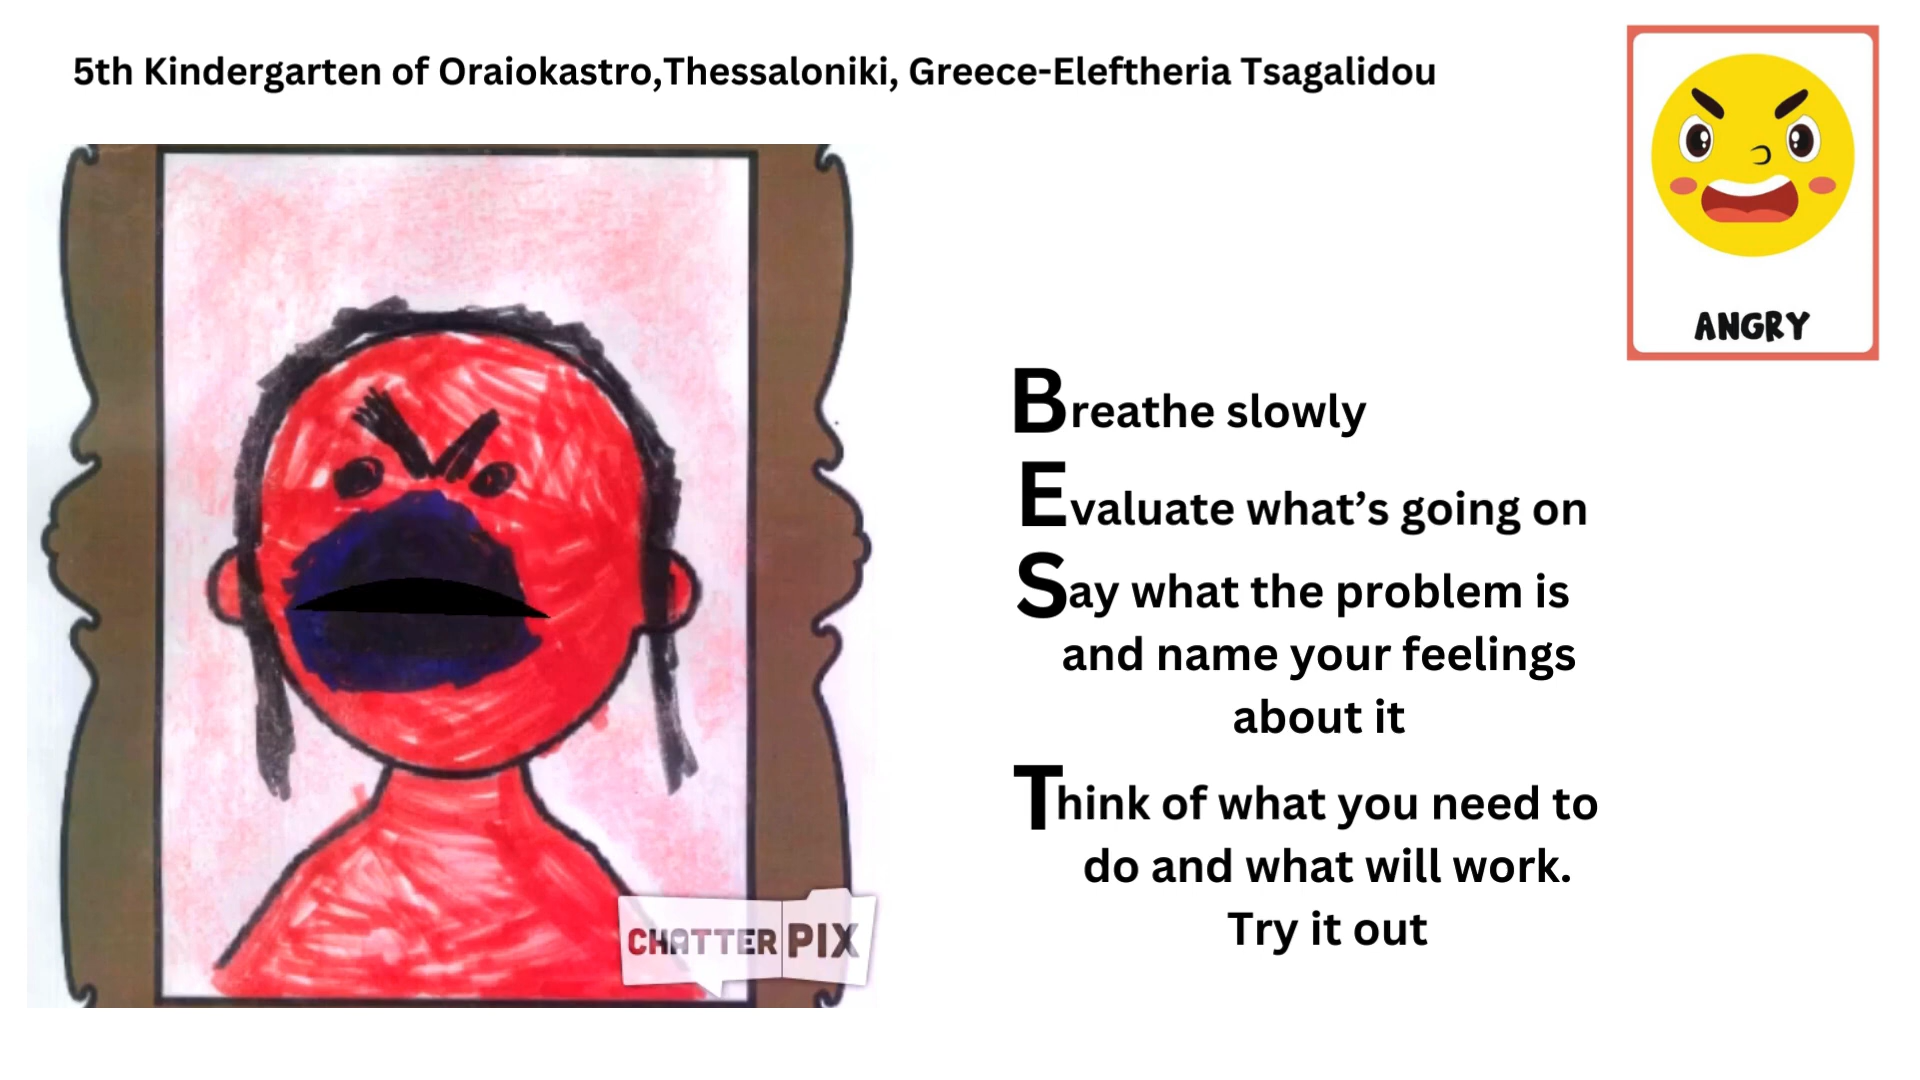 5th Kindergarten of Oraiokastro,Thessaloniki, Greece-Eleftheria Tsagalidou
ANGRY
Breathe slowly
Evaluate what’s going on
Say what the problem is
and name your feelings
about it
Think of what you need to
do and what will work.
Try it out
CHATTER PIX